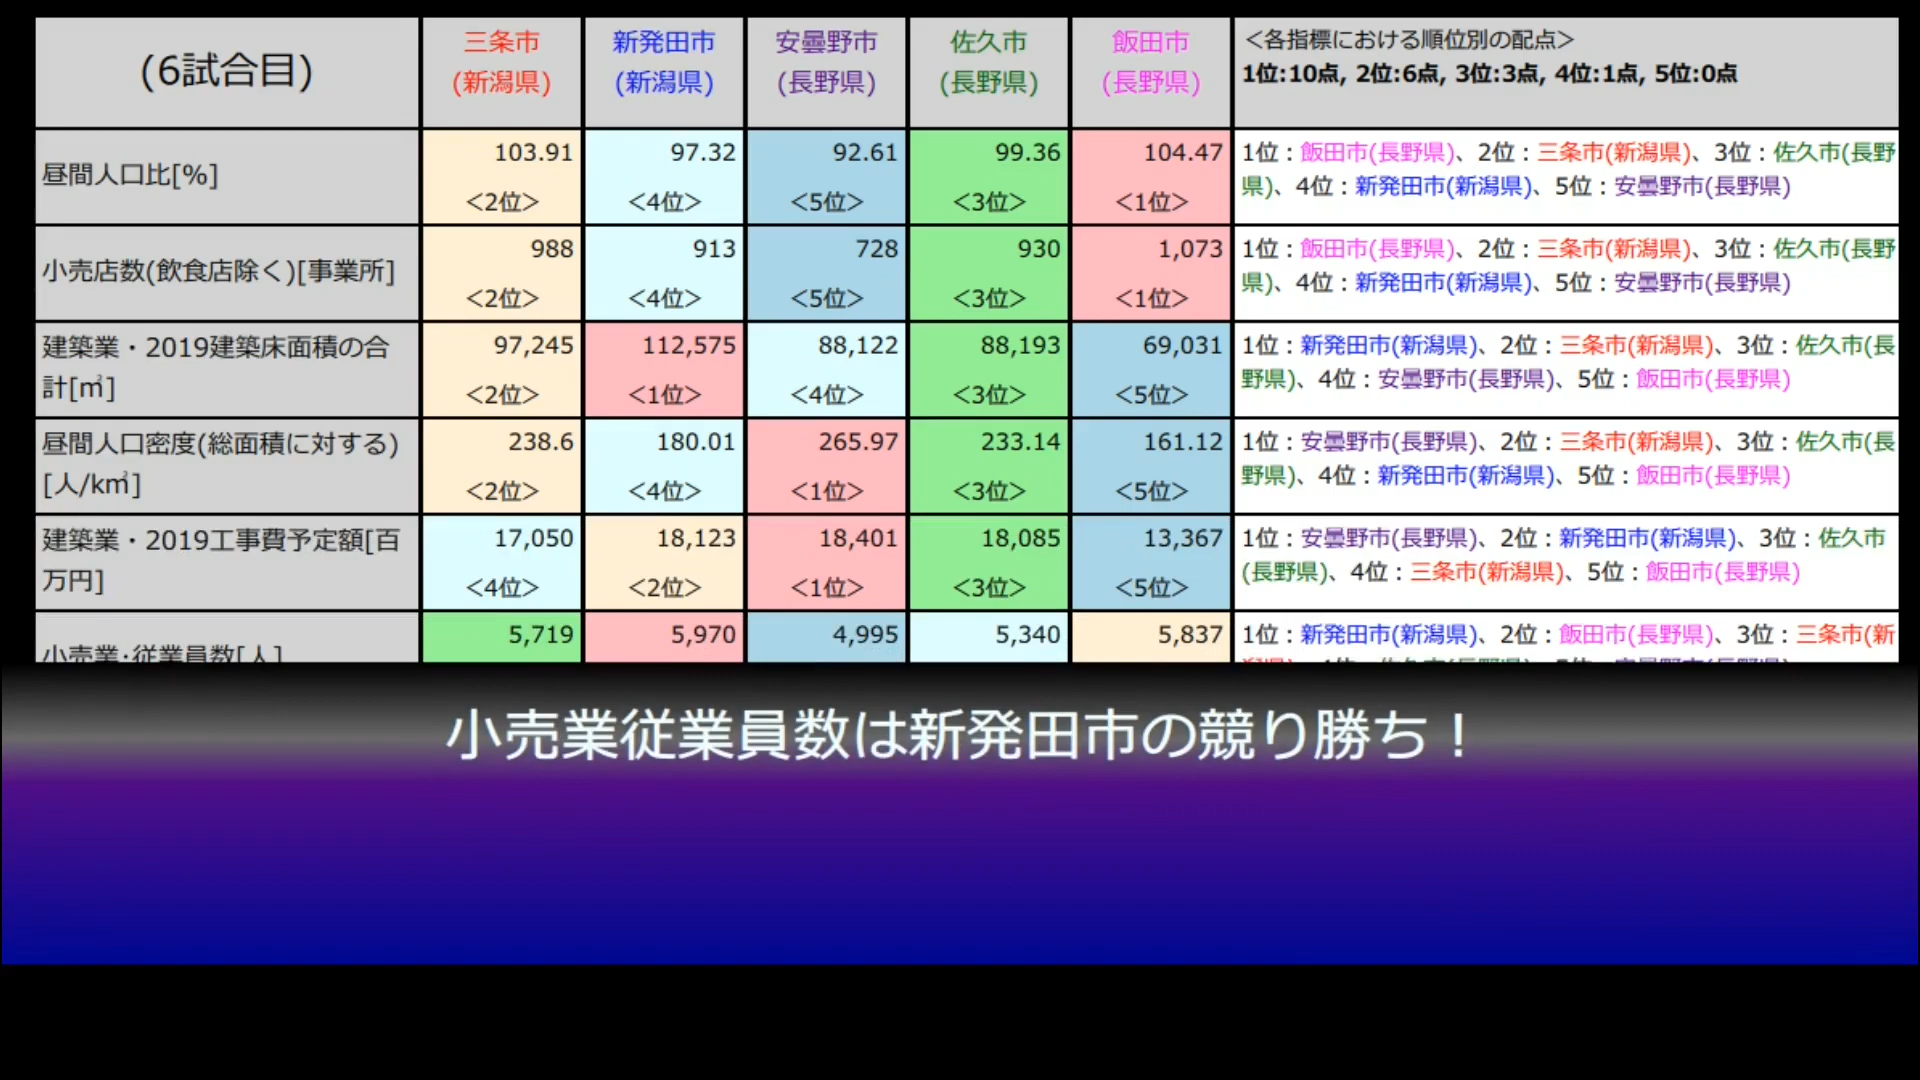 (6試合目)
三条市
(新潟県)
新発田市
(新潟県)
安曇野市
(長野県)
佐久市
(長野県)
飯田市
(長野県)
<各指標における順位別の配点>
1位:10点, 2位:6点, 3位:3点, 4位:1点, 5位:0点
昼間人口比[%]
103.91
<2位>
97.32
<4位>
92.61
<5位>
99.36
<3位>
104.47
<1位>
1位：飯田市(長野県)、2位：三条市(新潟県)、3位：佐久市(長野
県)、4位：新発田市(新潟県)、5位：安曇野市(長野県)
小売店数(飲食店除く)[事業所]
988
<2位>
913
<4位>
728
<5位>
930
<3位>
1,073
<1位>
1位：飯田市(長野県)、2位：三条市(新潟県)、3位：佐久市(長野
県)、4位：新発田市(新潟県)、5位：安曇野市(長野県)
建築業・2019建築床面積の合
計[㎡]
97,245
<2位>
112,575
<1位>
88,122
<4位>
88,193
<3位>
69,031
<5位>
1位：新発田市(新潟県)、2位：三条市(新潟県)、3位：佐久市(長
野県)、4位：安曇野市(長野県)、5位：飯田市(長野県)
昼間人口密度(総面積に対する)
[人/k㎡]
238.6
<2位>
180.01
<4位>
265.97
<1位>
233.14
<3位>
161.12
<5位>
1位：安曇野市(長野県)、2位：三条市(新潟県)、3位：佐久市(長
野県)、4位：新発田市(新潟県)、5位：飯田市(長野県)
建築業・2019工事費予定額[百
万円]
17,050
<4位>
18,123
<2位>
18,401
<1位>
18,085
<3位>
13,367
<5位>
1位：安曇野市(長野県)、2位：新発田市(新潟県)、3位：佐久市
(長野県)、4位：三条市(新潟県)、5位：飯田市(長野県)
小売業・従業員数[人]
5,719
5,970
4,995
5,340
5,837
1位：新発田市(新潟県)、2位：飯田市(長野県)、3位：三条市(新
小売業従業員数は新発田市の競り勝ち！